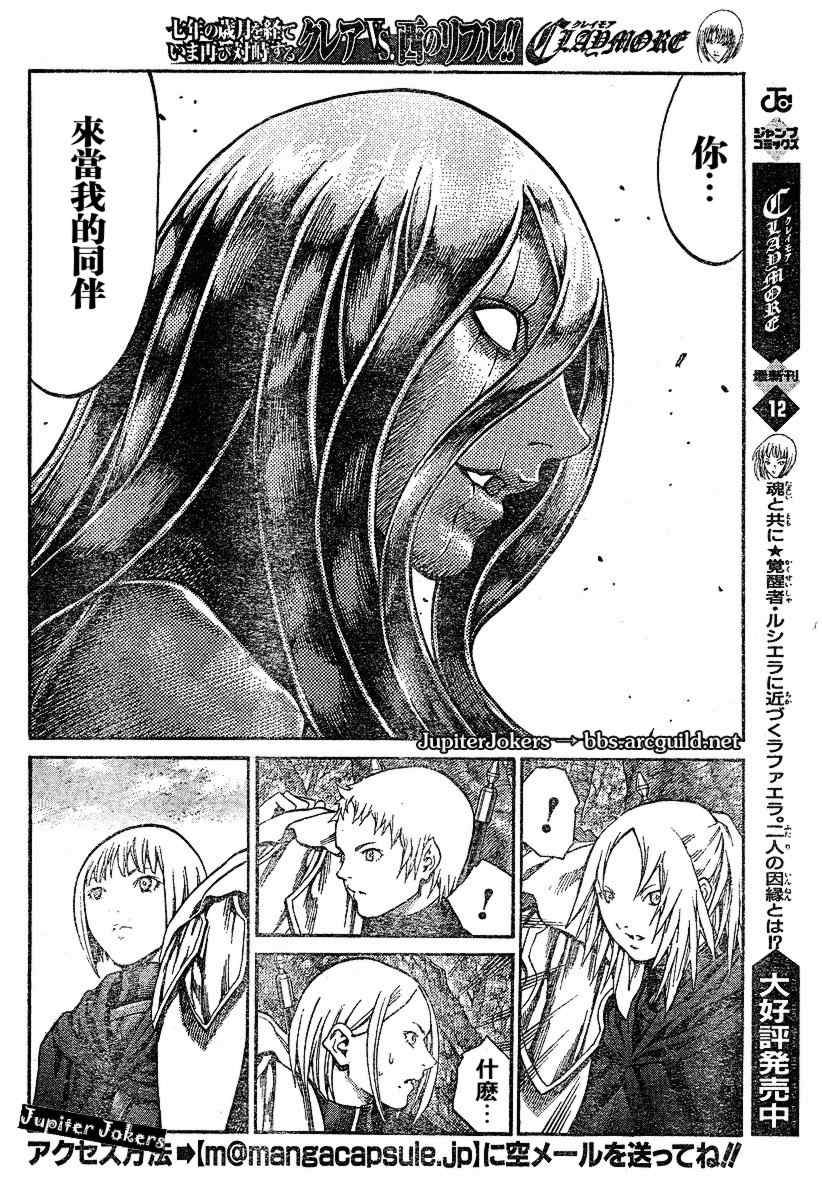 七年の歳月を経て
いま再び対峙する
クレアVS.西のリフル!!
クレイモア
CLAYMORE
你…
來當我的同伴
JC
ジャンプ
コミックス
クレイモア
CLAYMORE
最新刊
12
魂と共に★覚醒者・ルシエラに近づくラファエラ。二人の因縁とは!?
大好評発売中
JupiterJokers→bbs.arcguild.net
!
!
什麼…
Jupiter Jokers
アクセス方法➡【m@mangacapsule.jp】に空メールを送ってね!!